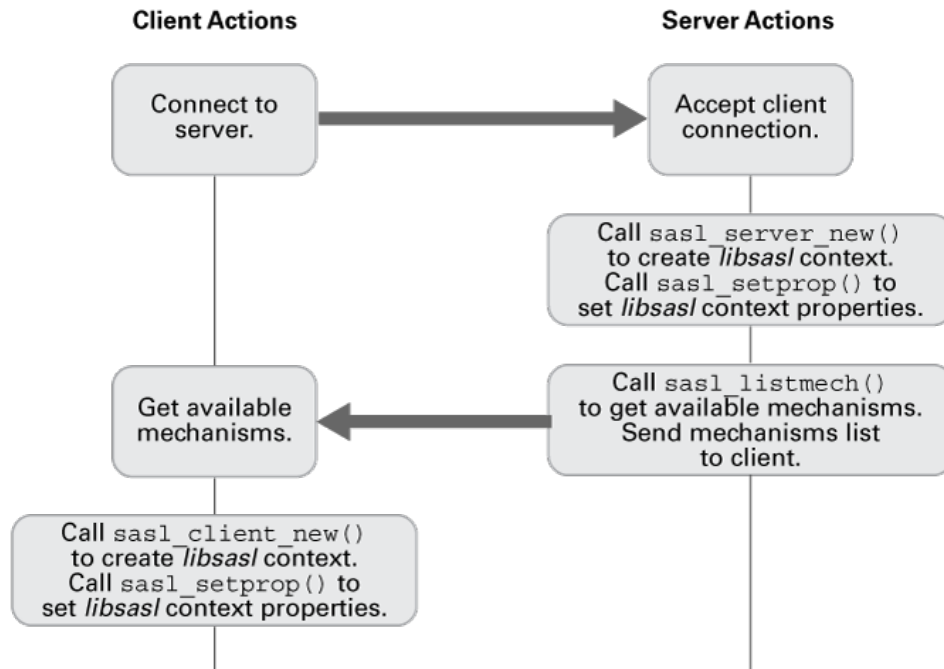 Client Actions
Server Actions
Connect to
server.
Accept client
connection.
Call sasl_server_new()
to create libsasl context.
Call sasl_setprop() to
set libsasl context properties.
Get available
mechanisms.
Call sasl_listmech()
to get available mechanisms.
Send mechanisms list
to client.
Call sasl_client_new()
to create libsasl context.
Call sasl_setprop() to
set libsasl context properties.